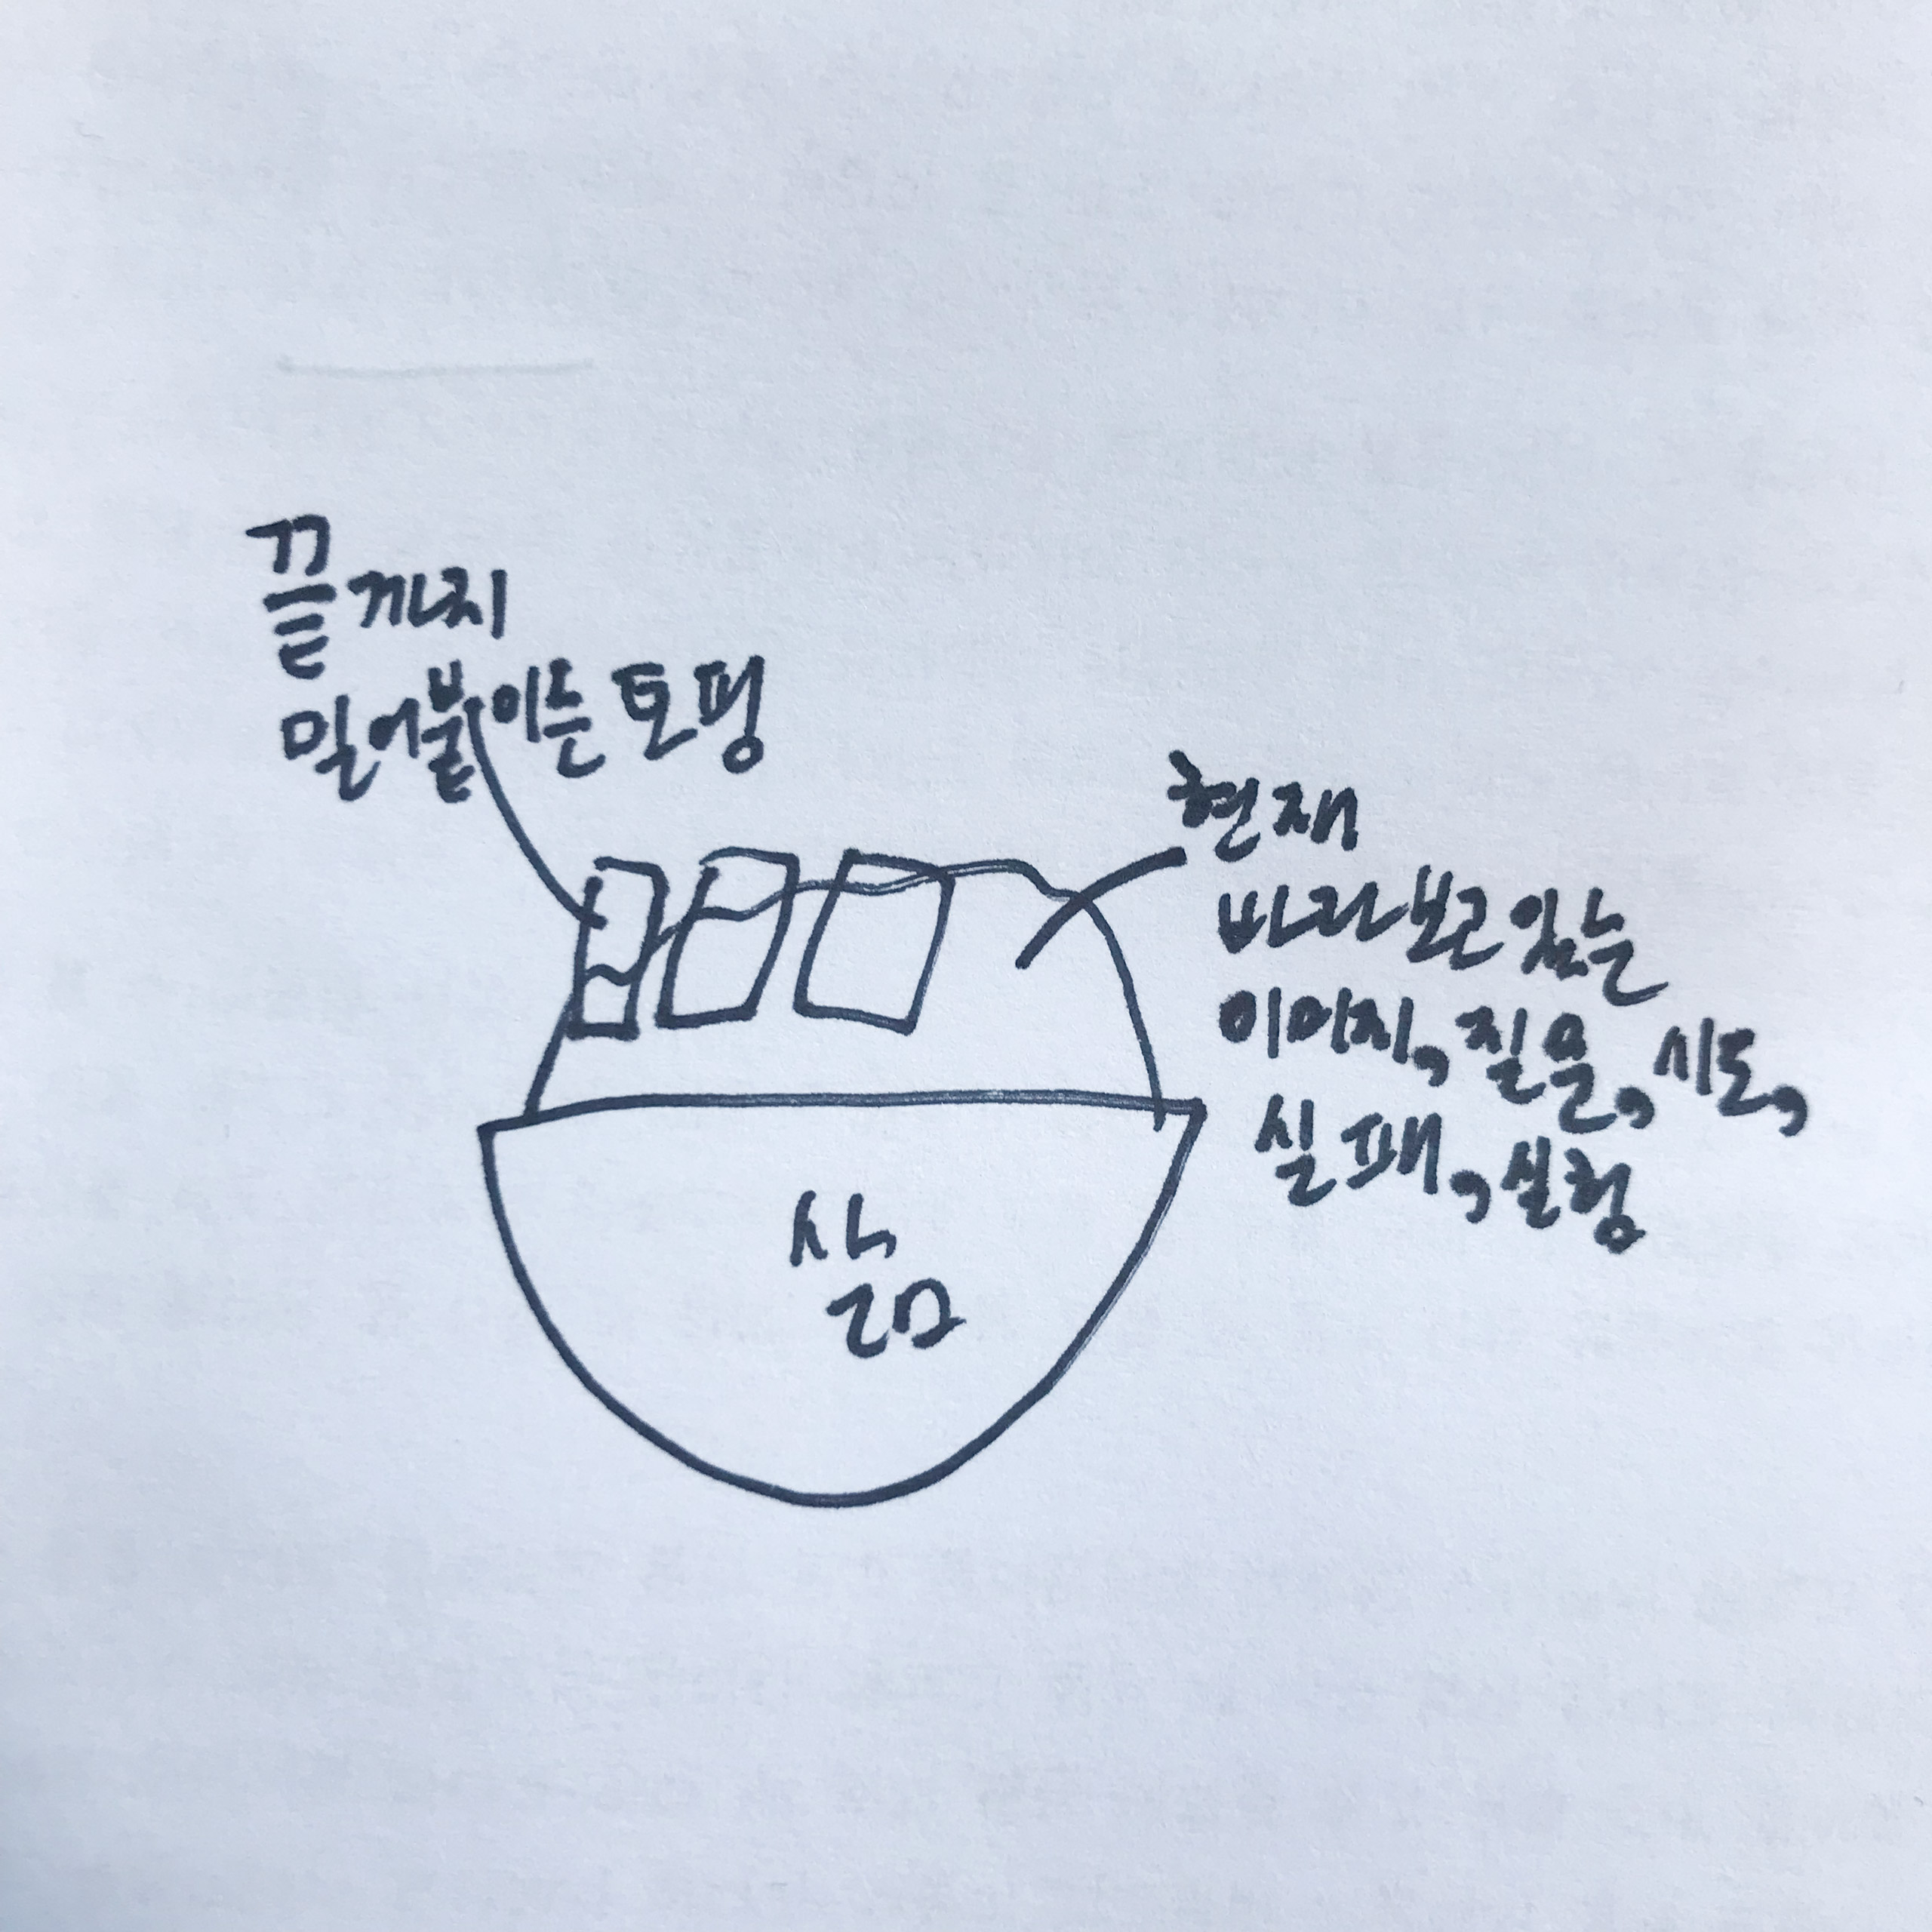 끝까지
밀어붙이는 토핑
현재
바라보고 있는
이미지, 질문, 시도,
실패, 실험
삶